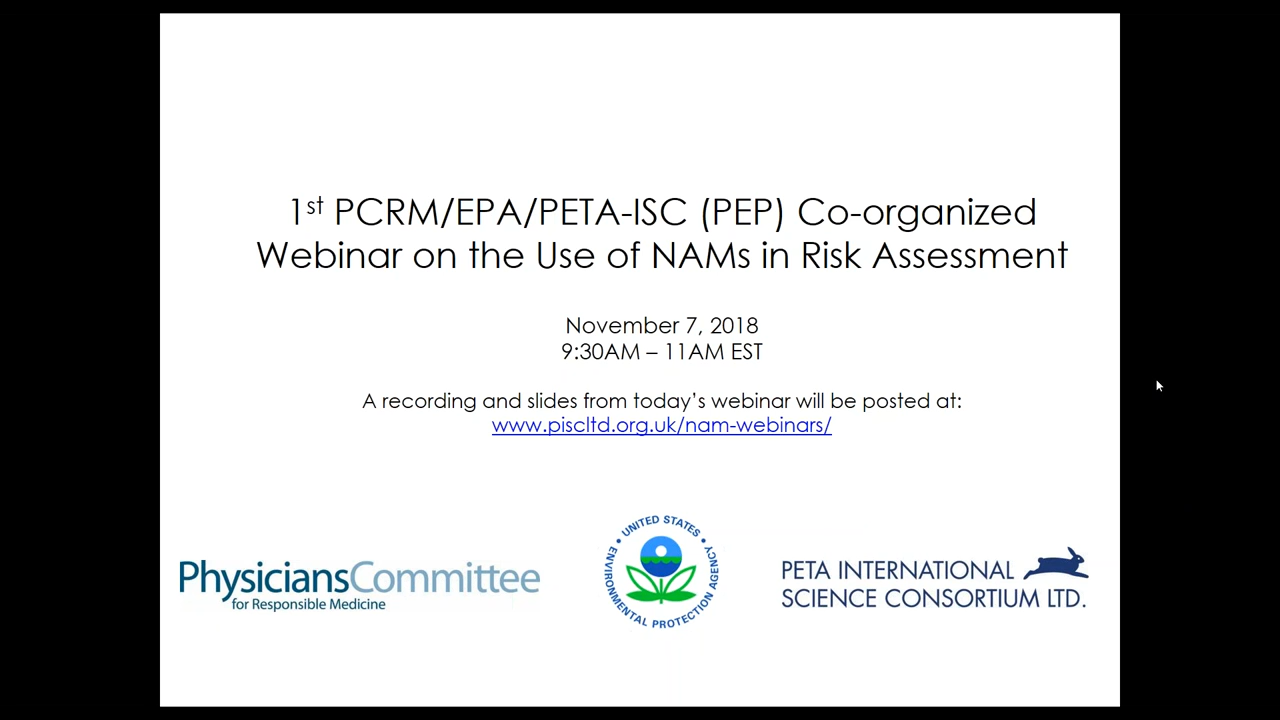 1st PCRM/EPA/PETA-ISC (PEP) Co-organized
Webinar on the Use of NAMs in Risk Assessment
November 7, 2018
9:30AM – 11AM EST
A recording and slides from today's webinar will be posted at:
www.piscltd.org.uk/nam-webinars/
PhysiciansCommittee
for Responsible Medicine
UNITED STATES
ENVIRONMENTAL PROTECTION AGENCY
PETA INTERNATIONAL
SCIENCE CONSORTIUM LTD.